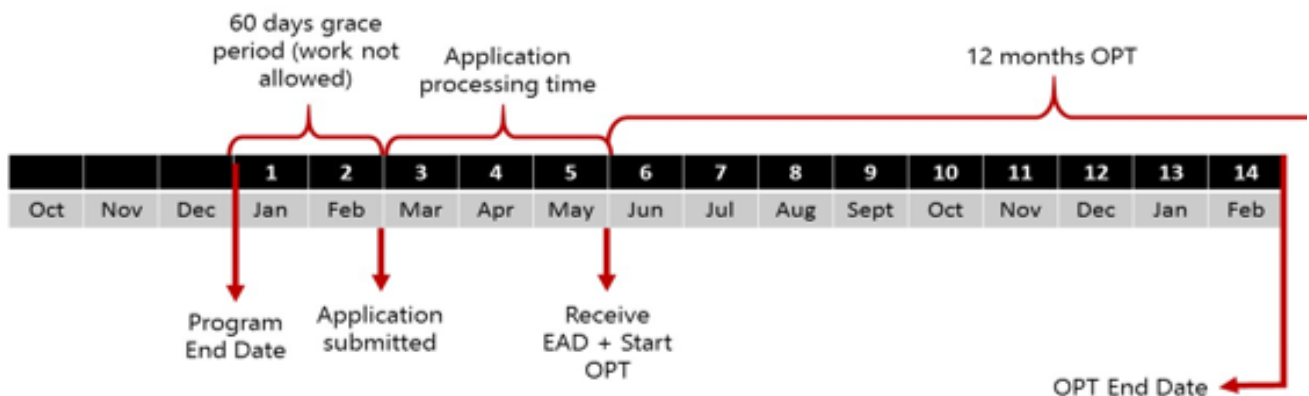 60 days grace
period (work not
allowed)
Application
processing time
12 months OPT
1 2 3 4 5 6 7 8 9 10 11 12 13 14
Oct Nov Dec Jan Feb Mar Apr May Jun Jul Aug Sept Oct Nov Dec Jan Feb
Program
End Date
Application
submitted
Receive
EAD + Start
OPT
OPT End Date